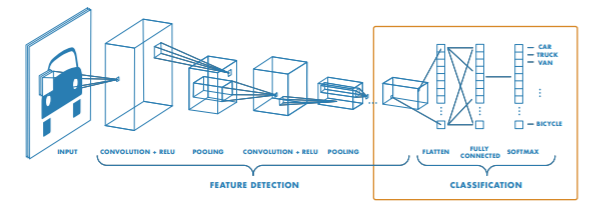 CAR
TRUCK
VAN
BICYCLE
INPUT
CONVOLUTION + RELU
POOLING
CONVOLUTION + RELU
POOLING
FLATTEN
FULLY
CONNECTED
SOFTMAX
FEATURE DETECTION
CLASSIFICATION